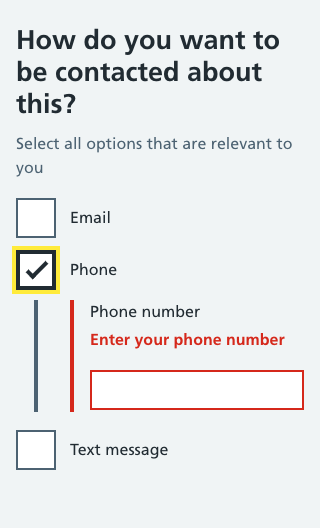 How do you want to
be contacted about
this?
Select all options that are relevant to
you
Email
Phone
Phone number
Enter your phone number
Text message